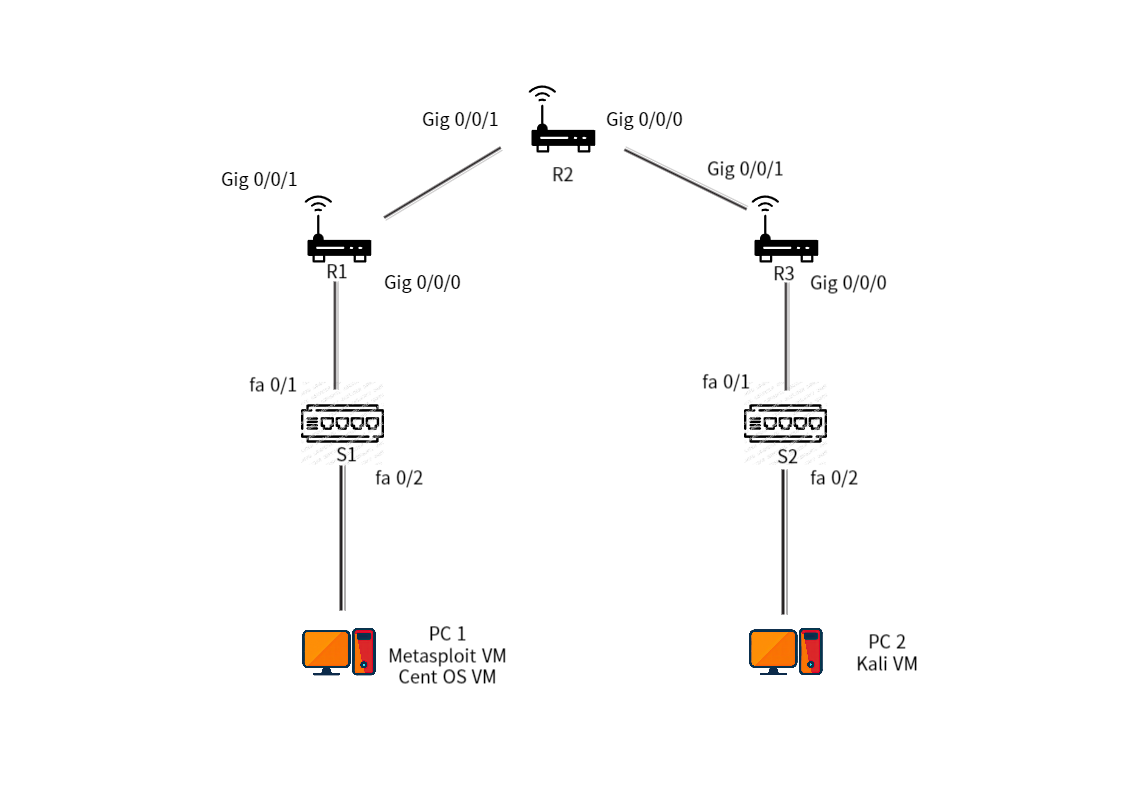 Gig 0/0/1
Gig 0/0/0
R2
Gig 0/0/1
Gig 0/0/1
R1
Gig 0/0/0
R3
Gig 0/0/0
fa 0/1
fa 0/1
S1
S2
fa 0/2
fa 0/2
PC 1
Metasploit VM
Cent OS VM
PC 2
Kali VM